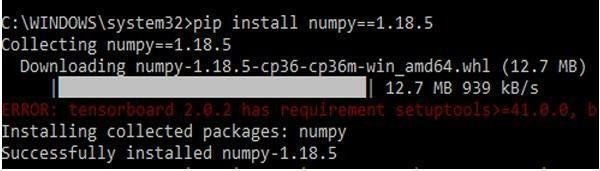 C:\WINDOWS\system32>pip install numpy==1.18.5
Collecting numpy==1.18.5
Downloading numpy-1.18.5-cp36-cp36m-win_amd64.whl (12.7 MB)
|████████████████████████████████| 12.7 MB 939 kB/s
ERROR: tensorboard 2.0.2 has requirement setuptools>=41.0.0, b
Installing collected packages: numpy
Successfully installed numpy-1.18.5